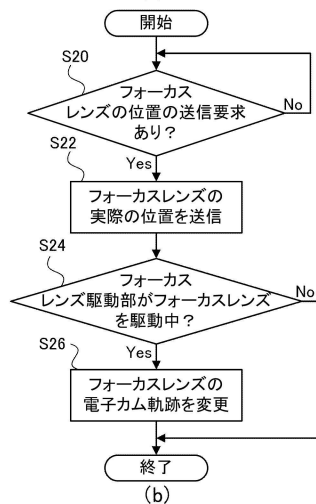 開始
S20
フォーカス
レンズの位置の送信要求
あり？
No
Yes
S22
フォーカスレンズの
実際の位置を送信
S24
フォーカス
レンズ駆動部がフォーカスレンズ
を駆動中？
No
Yes
S26
フォーカスレンズの
電子カム軌跡を変更
終了
(b)